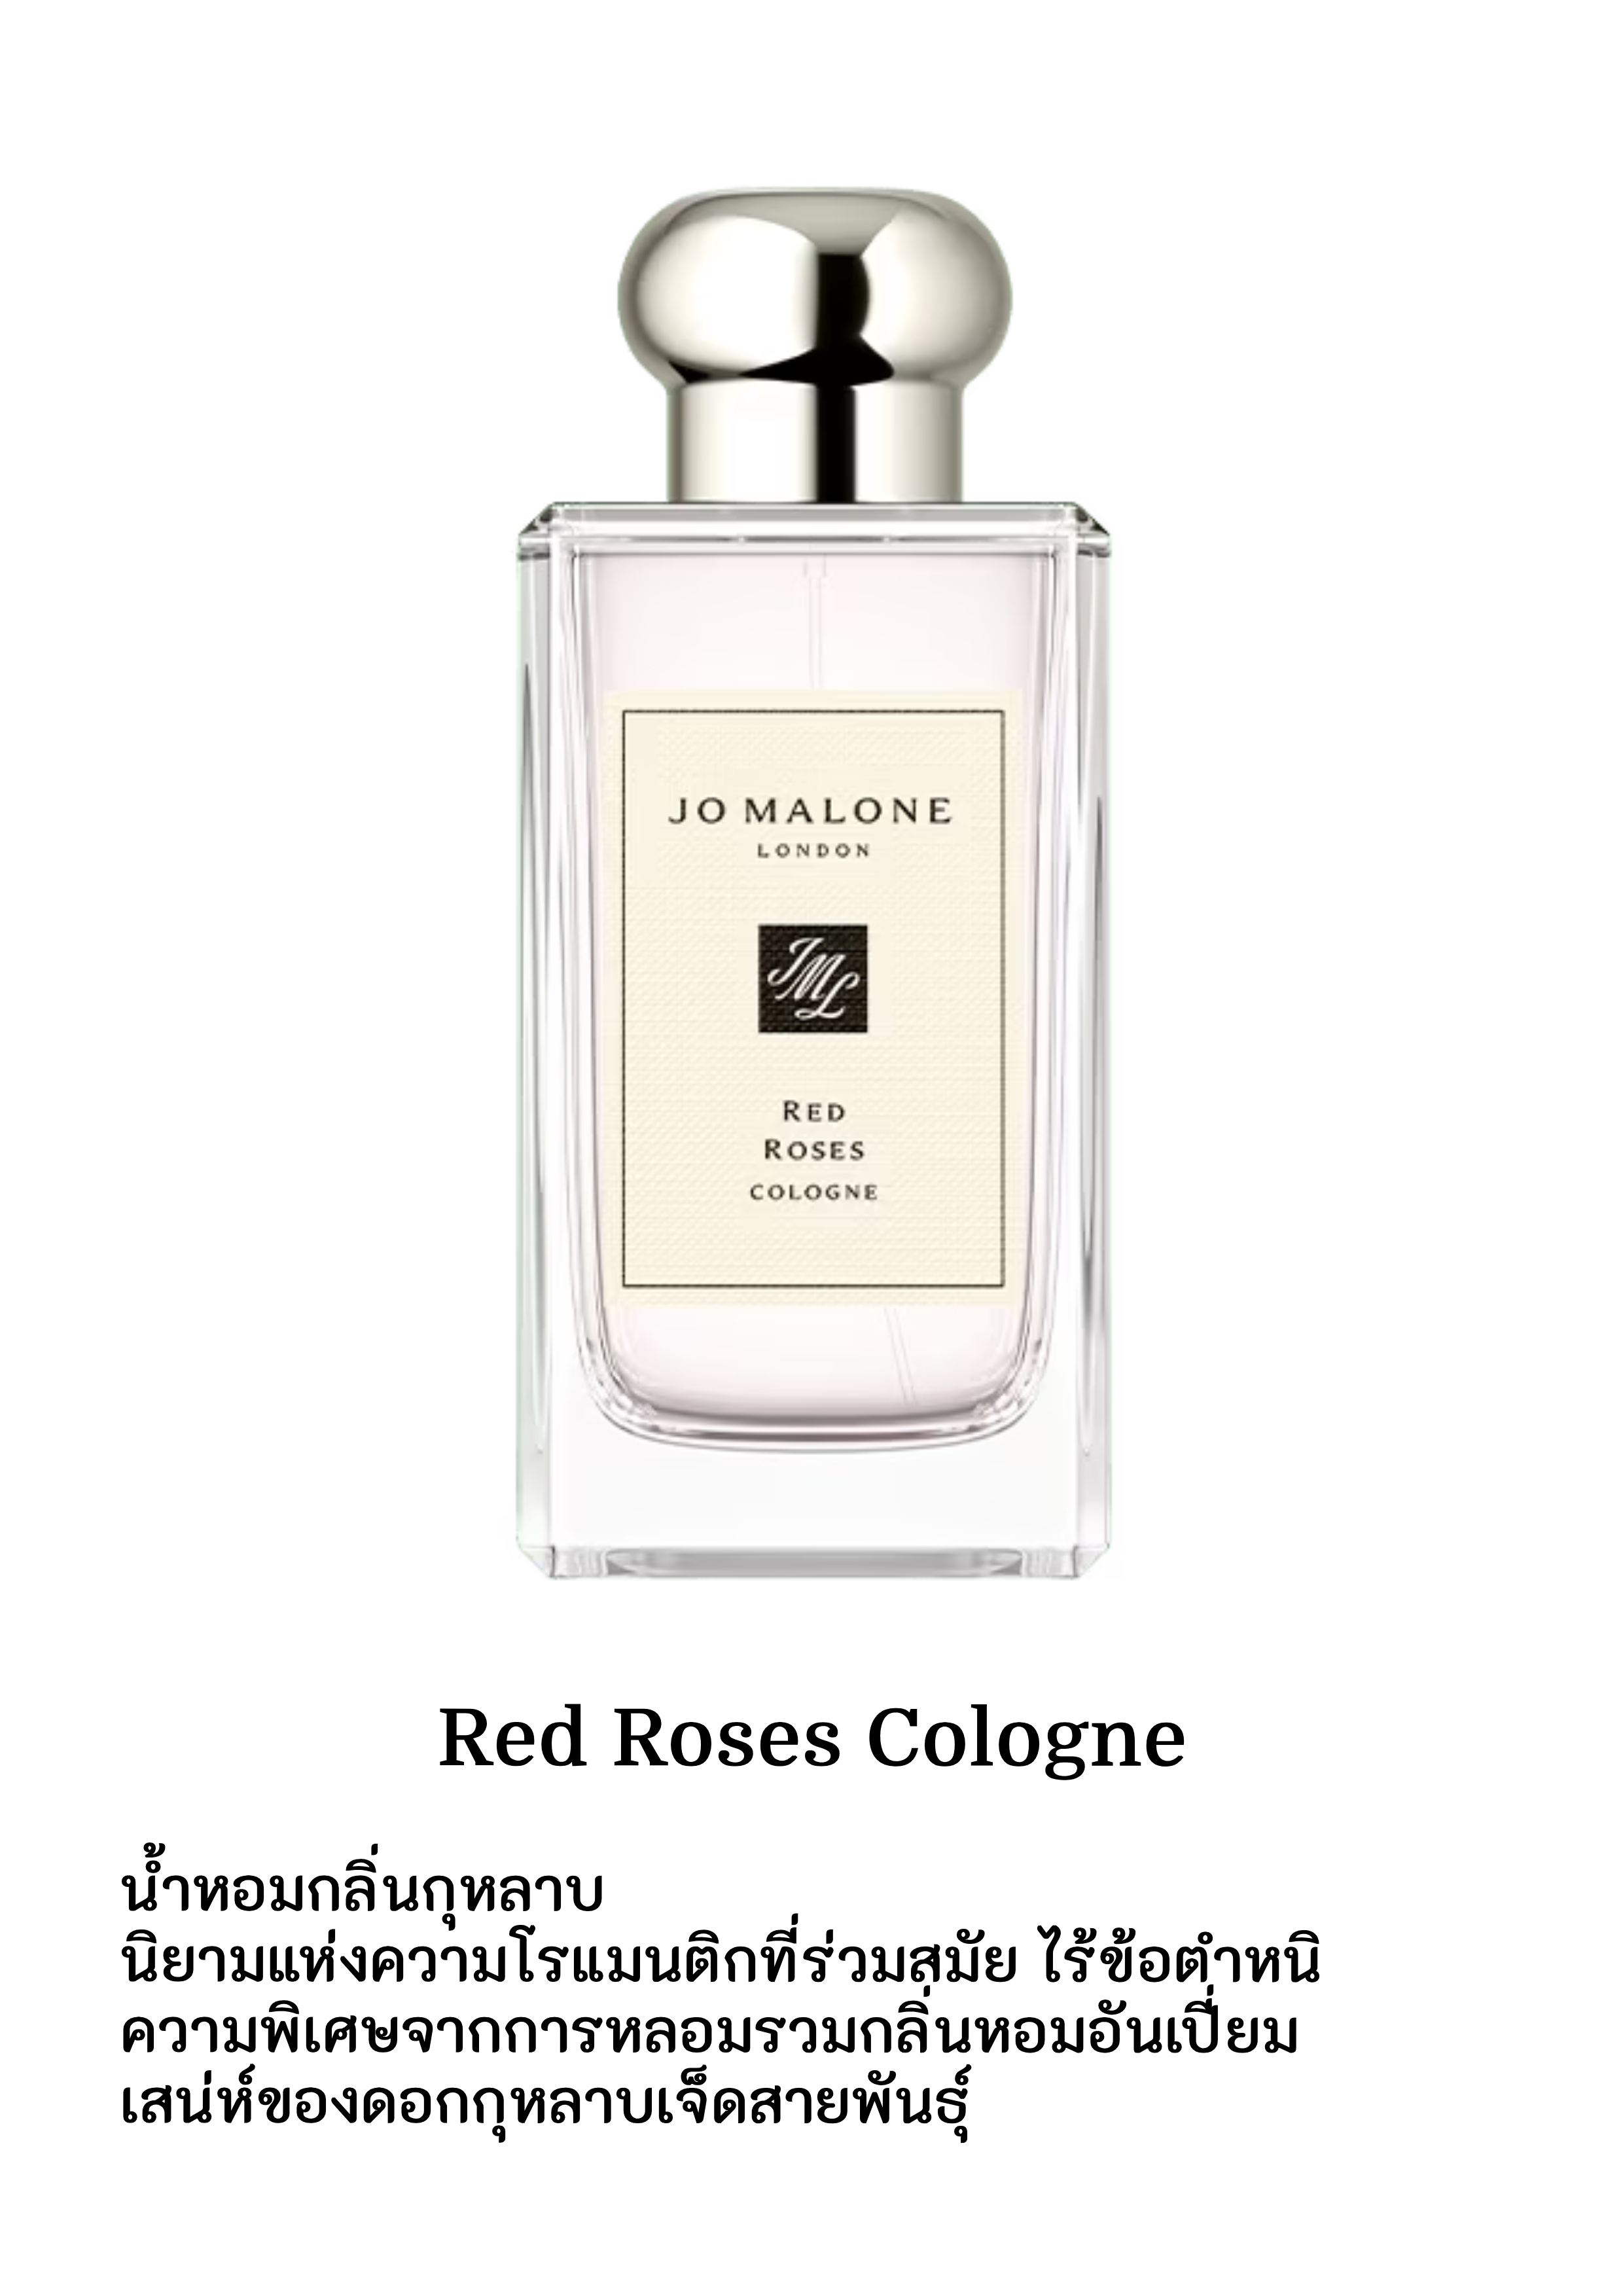 JO MALONE
LONDON
JML
RED
ROSES
COLOGNE
Red Roses Cologne
น้ำหอมกลิ่นกุหลาบ
นิยามแห่งความโรแมนติกที่ร่วมสมัย ไร้ข้อตำหนิ
ความพิเศษจากการหลอมรวมกลิ่นหอมอันเปี่ยม
เสน่ห์ของดอกกุหลาบเจ็ดสายพันธุ์